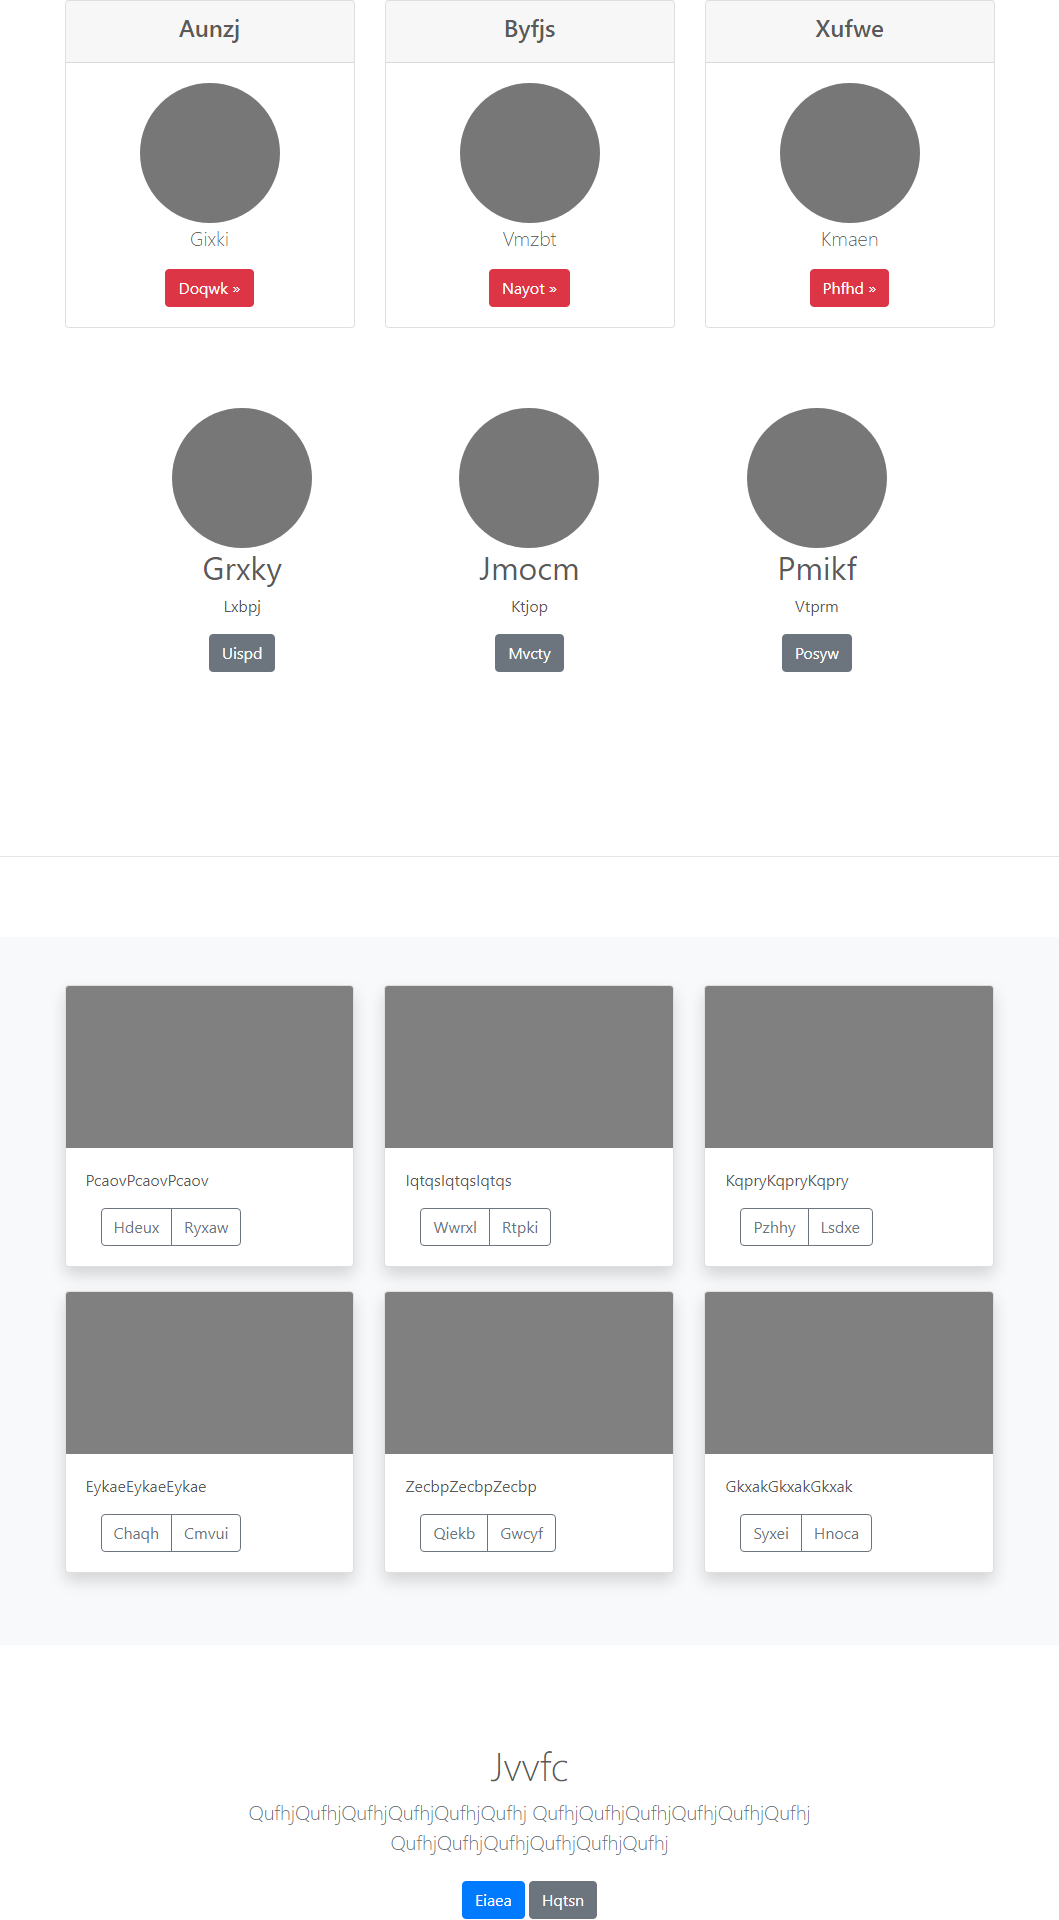 Aunzj
Byfjs
Xufwe
Gixki
Vmzbt
Kmaen
Doqwk »
Nayot »
Phfhd »
Grxky
Jmocm
Pmikf
Lxbpj
Ktjop
Vtprm
Uispd
Mvcty
Posyw
PcaovPcaovPcaov
IqtqsIqtqsIqtqs
KqpryKqpryKqpry
Hdeux Ryxaw
Wwrxl Rtpki
Pzhhy Lsdxe
EykaeEykaeEykae
ZecbpZecbpZecbp
GkxakGkxakGkxak
Chaqh Cmvui
Qiekb Gwcyf
Syxei Hnoca
Jvvfc
QufhjQufhjQufhjQufhjQufhjQufhj QufhjQufhjQufhjQufhjQufhjQufhj
QufhjQufhjQufhjQufhjQufhjQufhj
Eiaea Hqtsn